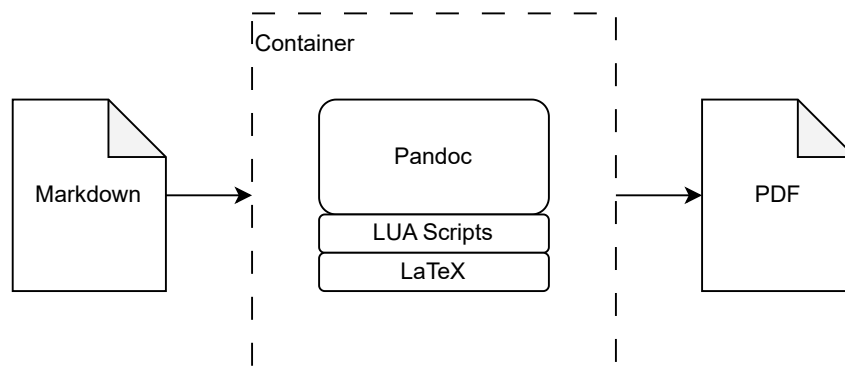 Container
Markdown
Pandoc
LUA Scripts
LaTeX
PDF